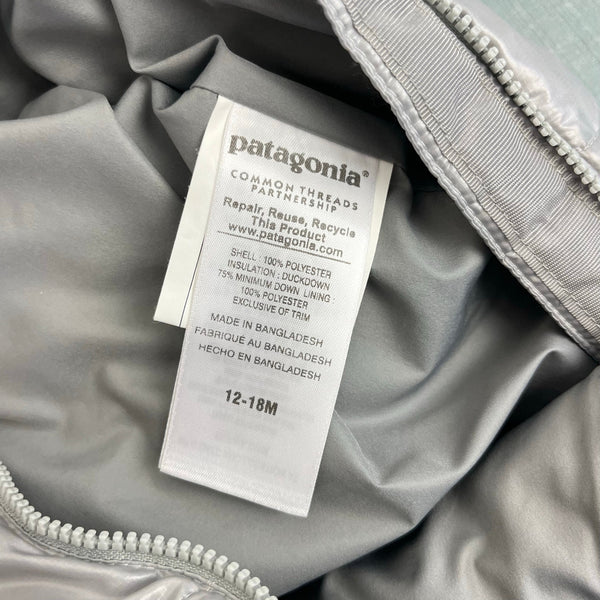 patagonia®
COMMON THREADS
PARTNERSHIP
Repair, Reuse, Recycle
This Product
www.patagonia.com
SHELL : 100% POLYESTER
INSULATION : DUCKDOWN
75% MINIMUM DOWN LINING :
100% POLYESTER
EXCLUSIVE OF TRIM
MADE IN BANGLADESH
FABRIQUÉ AU BANGLADESH
HECHO EN BANGLADESH
12-18M